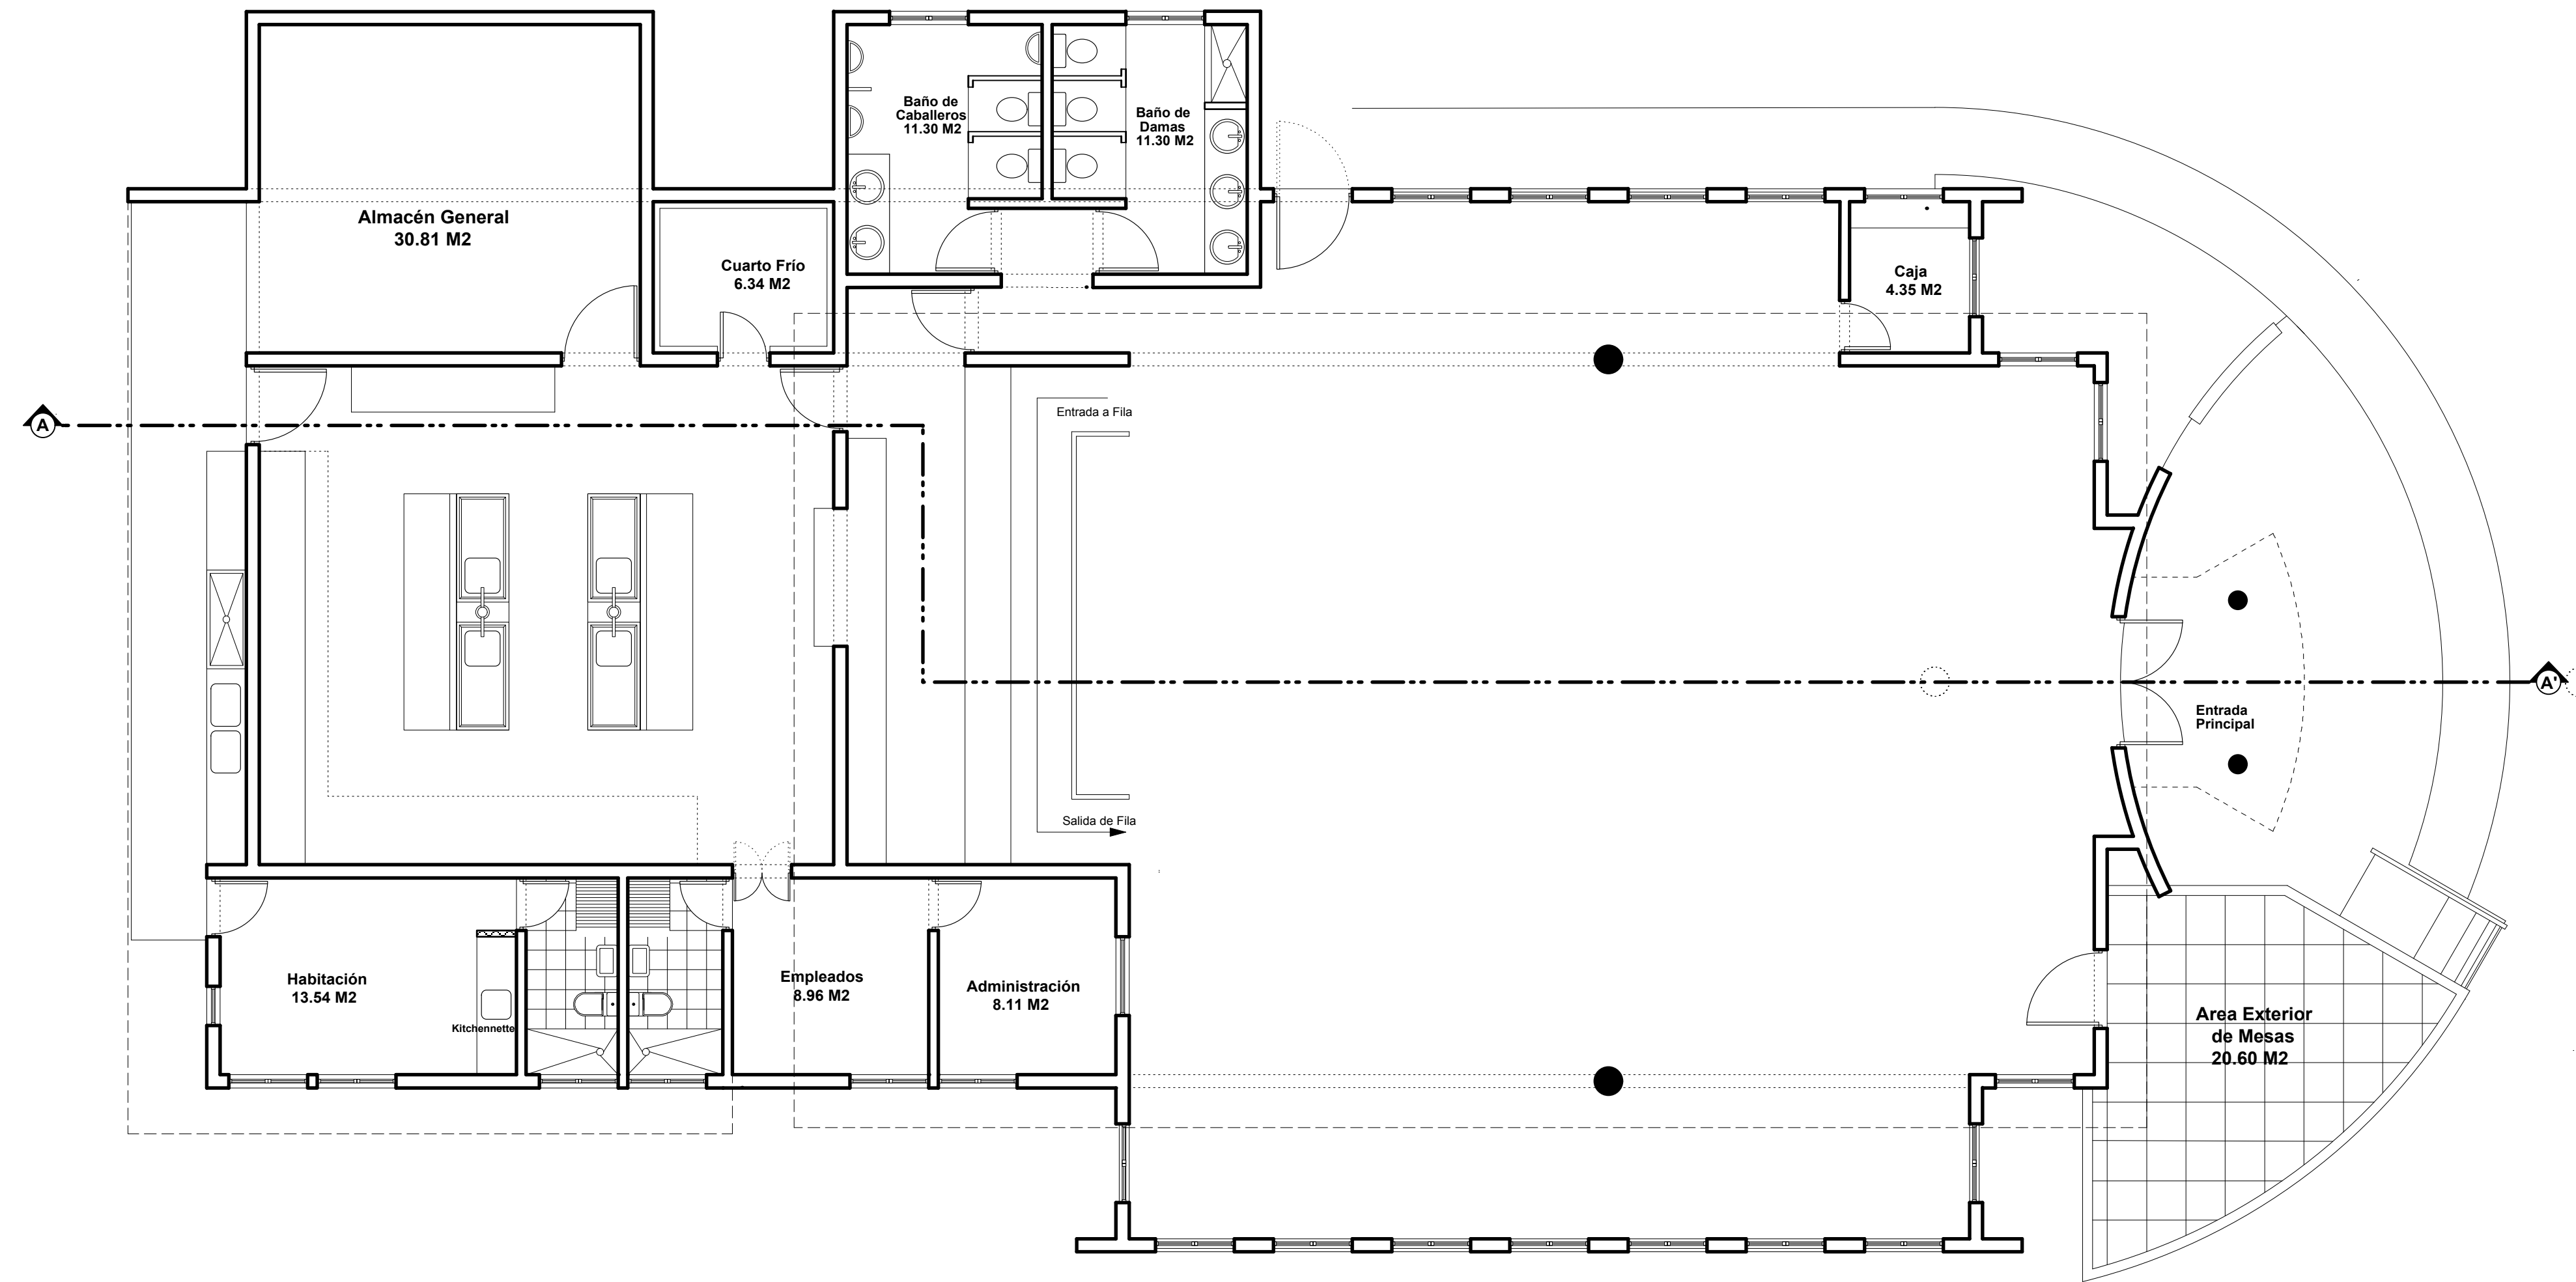 Baño de
Caballeros
11.30 M2
Baño de
Damas
11.30 M2
Almacén General
30.81 M2
Cuarto Frío
6.34 M2
Caja
4.35 M2
A
Entrada a Fila
A'
Entrada
Principal
Salida de Fila
Habitación
13.54 M2
Kitchennette
Empleados
8.96 M2
Administración
8.11 M2
Area Exterior
de Mesas
20.60 M2